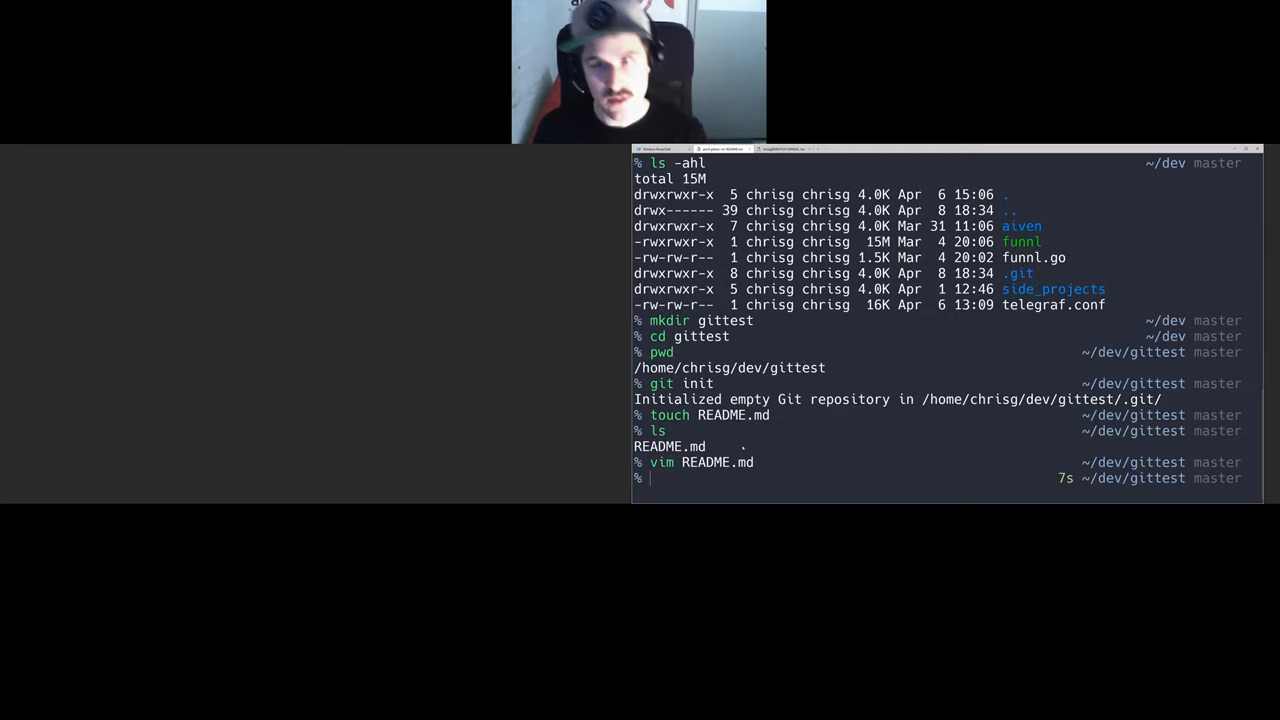 % ls -ahl ~/dev master
total 15M
drwxrwxr-x 5 chrisg chrisg 4.0K Apr 6 15:06 .
drwx------ 39 chrisg chrisg 4.0K Apr 8 18:34 ..
drwxrwxr-x 7 chrisg chrisg 4.0K Mar 31 11:06 aiven
-rwxrwxr-x 1 chrisg chrisg 15M Mar 4 20:06 funnl
-rw-rw-r-- 1 chrisg chrisg 1.5K Mar 4 20:02 funnl.go
drwxrwxr-x 8 chrisg chrisg 4.0K Apr 8 18:34 .git
drwxrwxr-x 5 chrisg chrisg 4.0K Apr 1 12:46 side_projects
-rw-rw-r-- 1 chrisg chrisg 16K Apr 6 13:09 telegraf.conf
% mkdir gittest ~/dev master
% cd gittest ~/dev master
% pwd ~/dev/gittest master
/home/chrisg/dev/gittest
% git init ~/dev/gittest master
Initialized empty Git repository in /home/chrisg/dev/gittest/.git/
% touch README.md ~/dev/gittest master
% ls ~/dev/gittest master
README.md
% vim README.md ~/dev/gittest master
% 7s ~/dev/gittest master